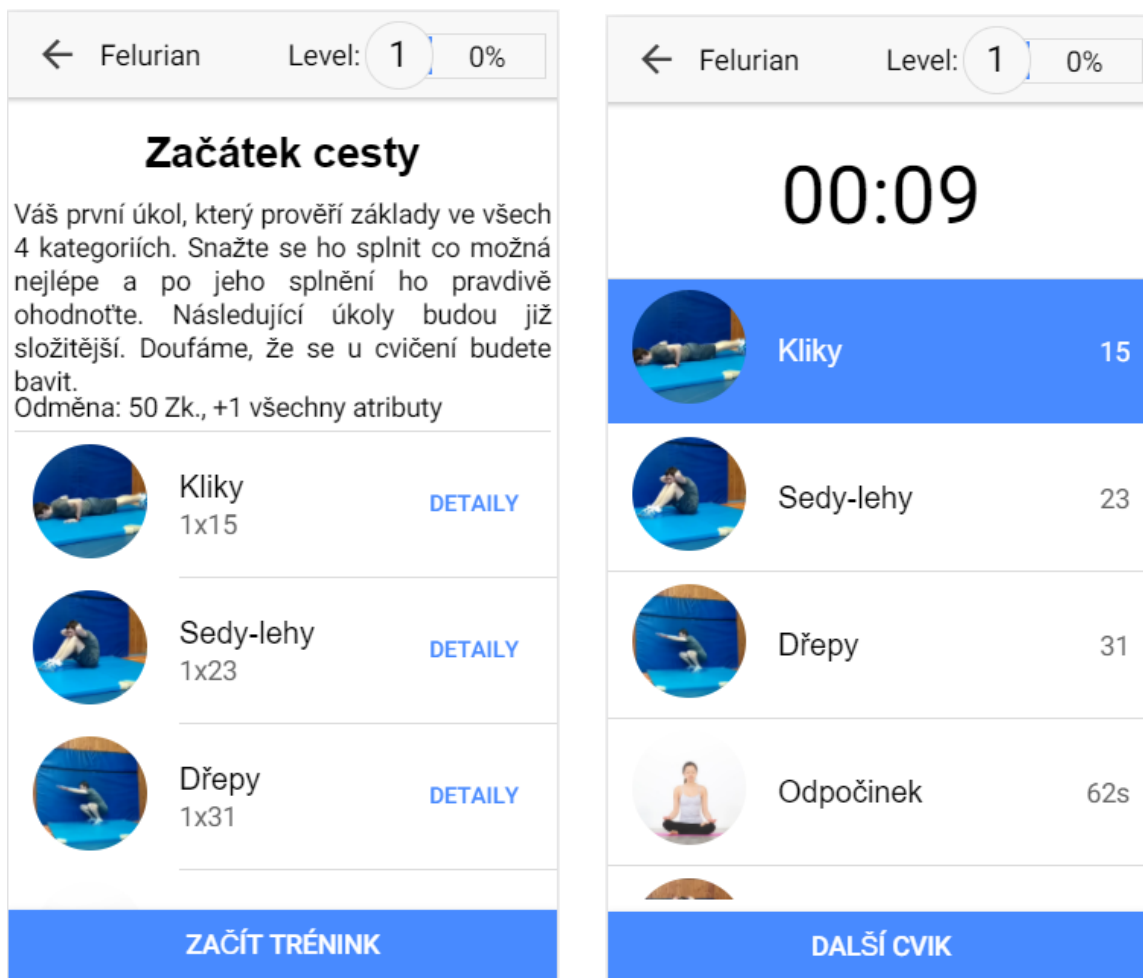 Felurian Level: 1 0%
Začátek cesty
Váš první úkol, který prověří základy ve všech
4 kategoriích. Snažte se ho splnit co možná
nejlépe a po jeho splnění ho pravdivě
ohodnoťte. Následující úkoly budou již
složitější. Doufáme, že se u cvičení budete
bavit.
Odměna: 50 Zk., +1 všechny atributy
Kliky
1x15
DETAILY
Sedy-lehy
1x23
DETAILY
Dřepy
1x31
DETAILY
ZAČÍT TRÉNINK
Felurian Level: 1 0%
00:09
Kliky 15
Sedy-lehy 23
Dřepy 31
Odpočinek 62s
DALŠÍ CVIK